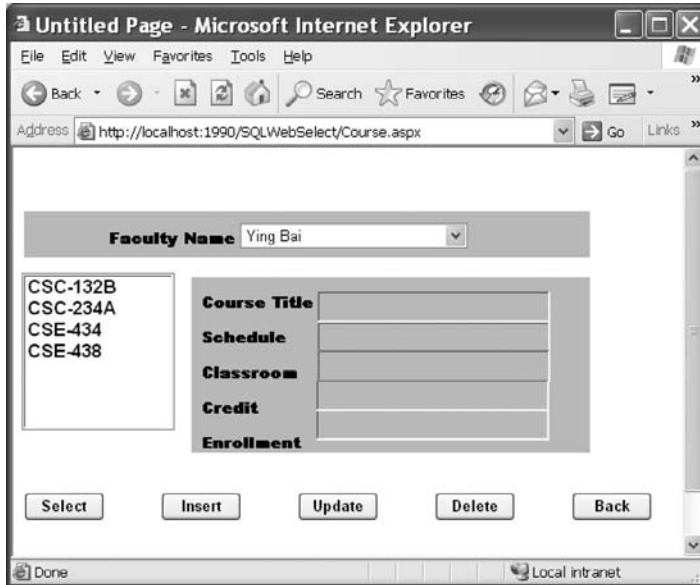 Untitled Page - Microsoft Internet Explorer
File Edit View Favorites Tools Help
Back Search Favorites »
Address http://localhost:1990/SQLWebSelect/Course.aspx Go Links »
Faculty Name Ying Bai
CSC-132B
CSC-234A
CSE-434
CSE-438
Course Title
Schedule
Classroom
Credit
Enrollment
Select Insert Update Delete Back
Done Local intranet